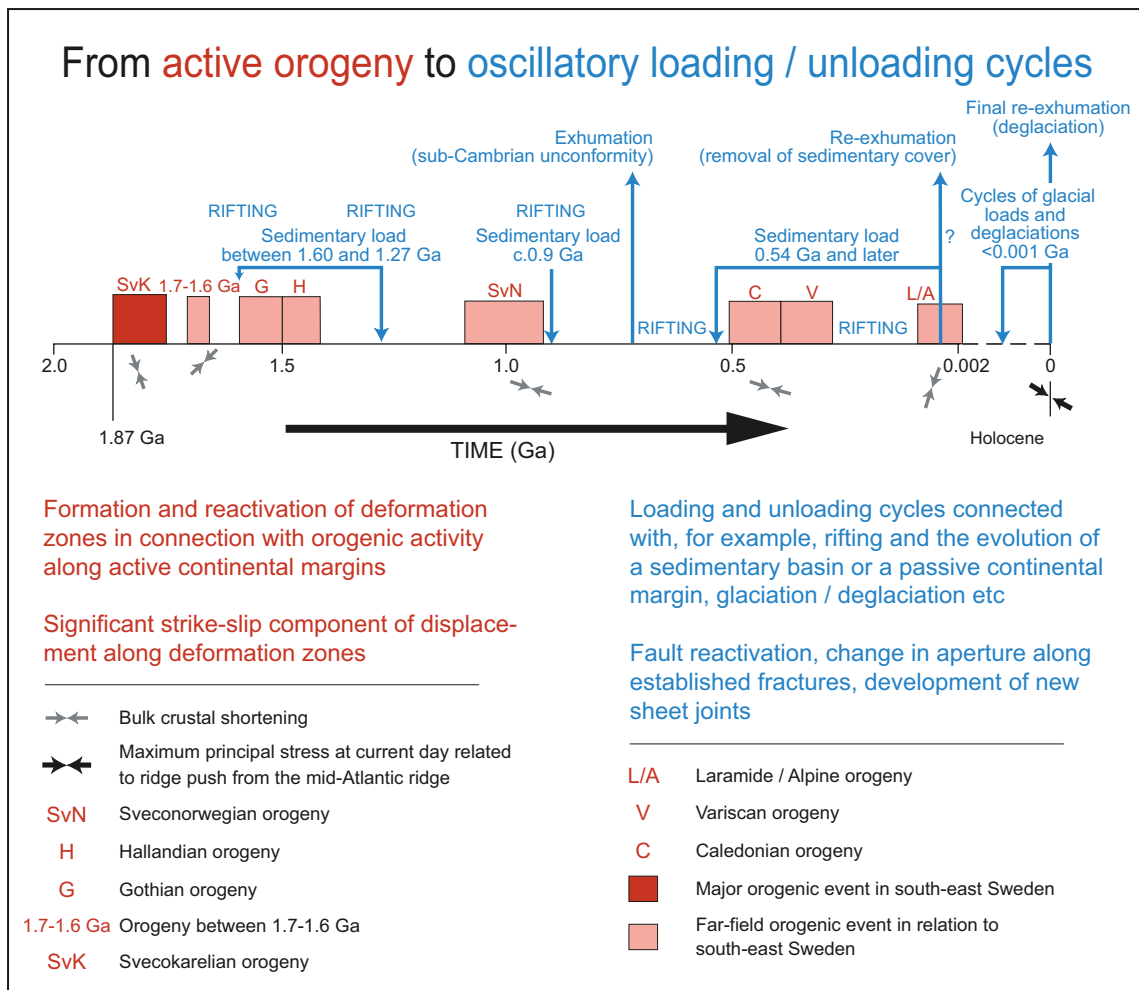 From active orogeny to oscillatory loading / unloading cycles
Final re-exhumation
(deglaciation)
Exhumation
(sub-Cambrian unconformity)
Re-exhumation
(removal of sedimentary cover)
Cycles of glacial
loads and
deglaciations
<0.001 Ga
RIFTING
RIFTING
RIFTING
Sedimentary load
between 1.60 and 1.27 Ga
Sedimentary load
c.0.9 Ga
Sedimentary load
0.54 Ga and later
?
SvK
1.7-1.6 Ga
G
H
SvN
C
V
L/A
RIFTING
RIFTING
2.0
1.5
1.0
0.5
0.002
0
1.87 Ga
TIME (Ga)
Holocene
Formation and reactivation of deformation
zones in connection with orogenic activity
along active continental margins
Significant strike-slip component of displace-
ment along deformation zones
Bulk crustal shortening
Maximum principal stress at current day related
to ridge push from the mid-Atlantic ridge
SvN Sveconorwegian orogeny
H Hallandian orogeny
G Gothian orogeny
1.7-1.6 Ga Orogeny between 1.7-1.6 Ga
SvK Svecokarelian orogeny
Loading and unloading cycles connected
with, for example, rifting and the evolution of
a sedimentary basin or a passive continental
margin, glaciation / deglaciation etc
Fault reactivation, change in aperture along
established fractures, development of new
sheet joints
L/A Laramide / Alpine orogeny
V Variscan orogeny
C Caledonian orogeny
Major orogenic event in south-east Sweden
Far-field orogenic event in relation to
south-east Sweden